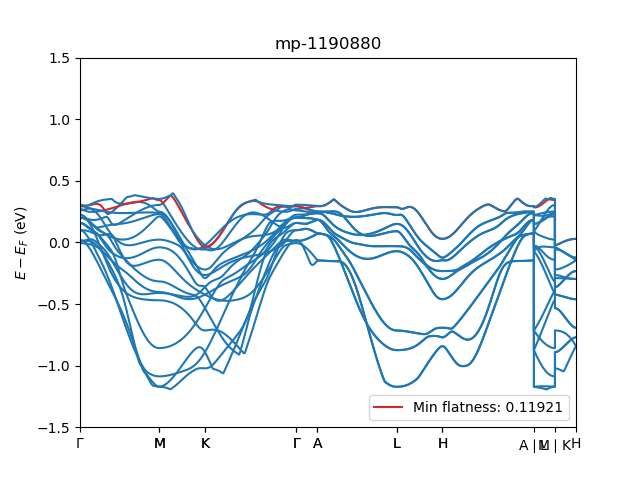 mp-1190880
E − E_F (eV)
1.5
1.0
0.5
0.0
−0.5
−1.0
−1.5
Min flatness: 0.11921
Γ M K Γ A L H A | L M | K H